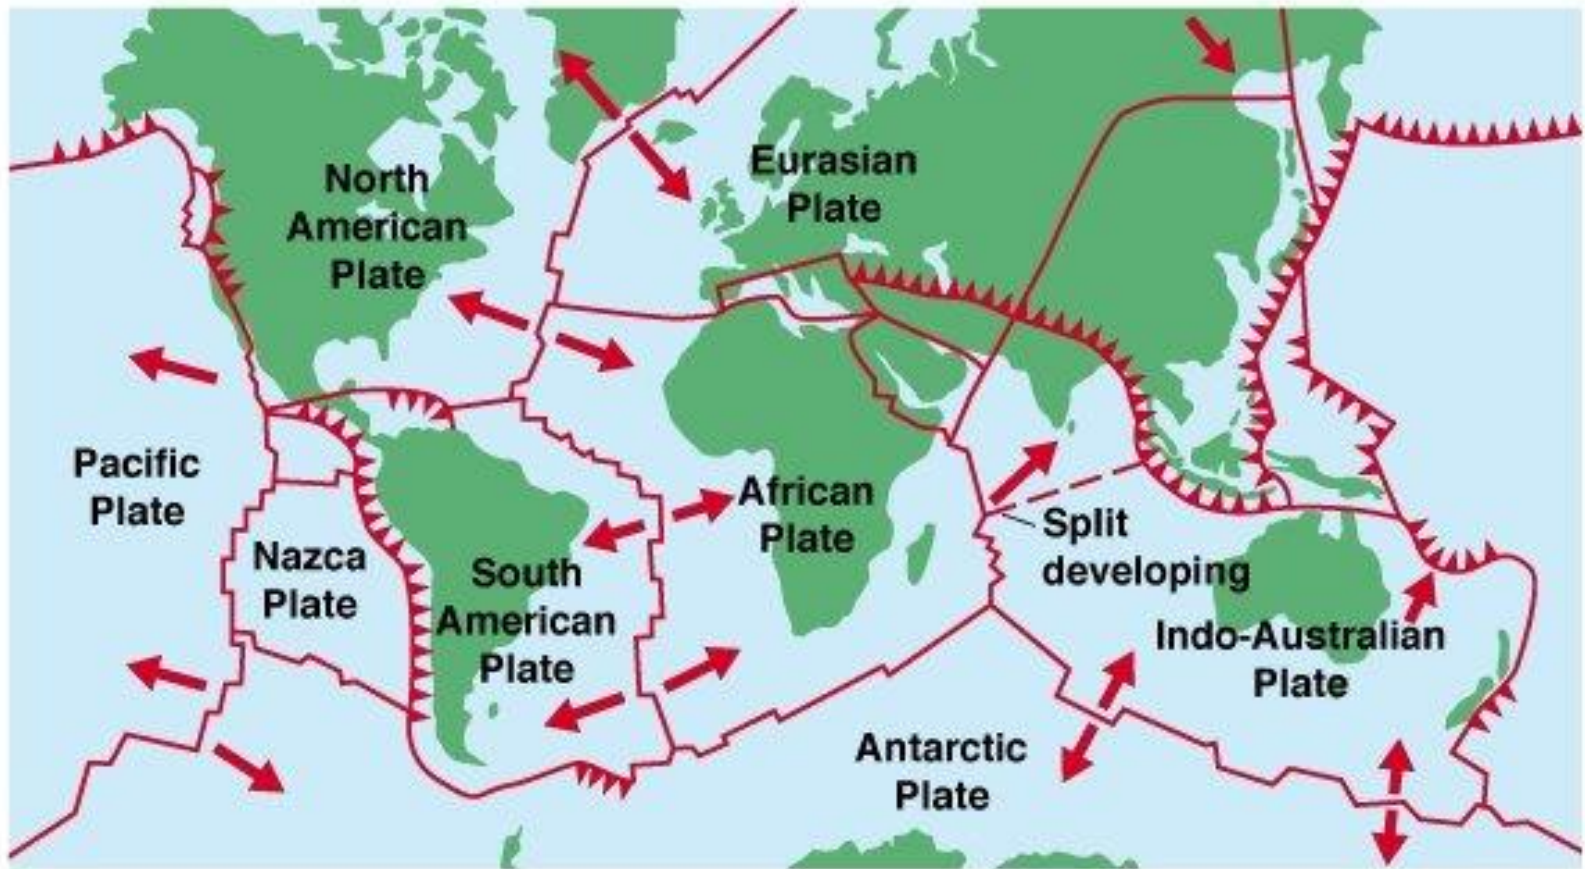 North
American
Plate
Eurasian
Plate
Pacific
Plate
Nazca
Plate
South
American
Plate
African
Plate
Split
developing
Indo-Australian
Plate
Antarctic
Plate